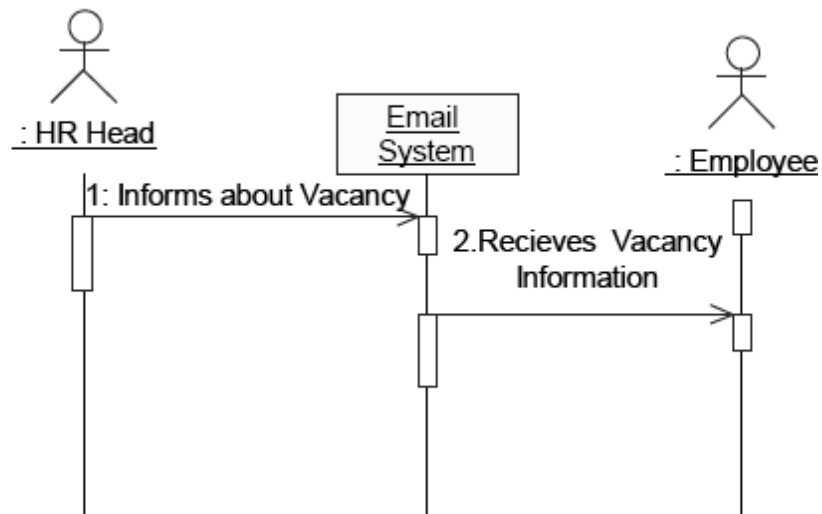 : HR Head
Email
System
: Employee
1: Informs about Vacancy
2.Recieves Vacancy
Information